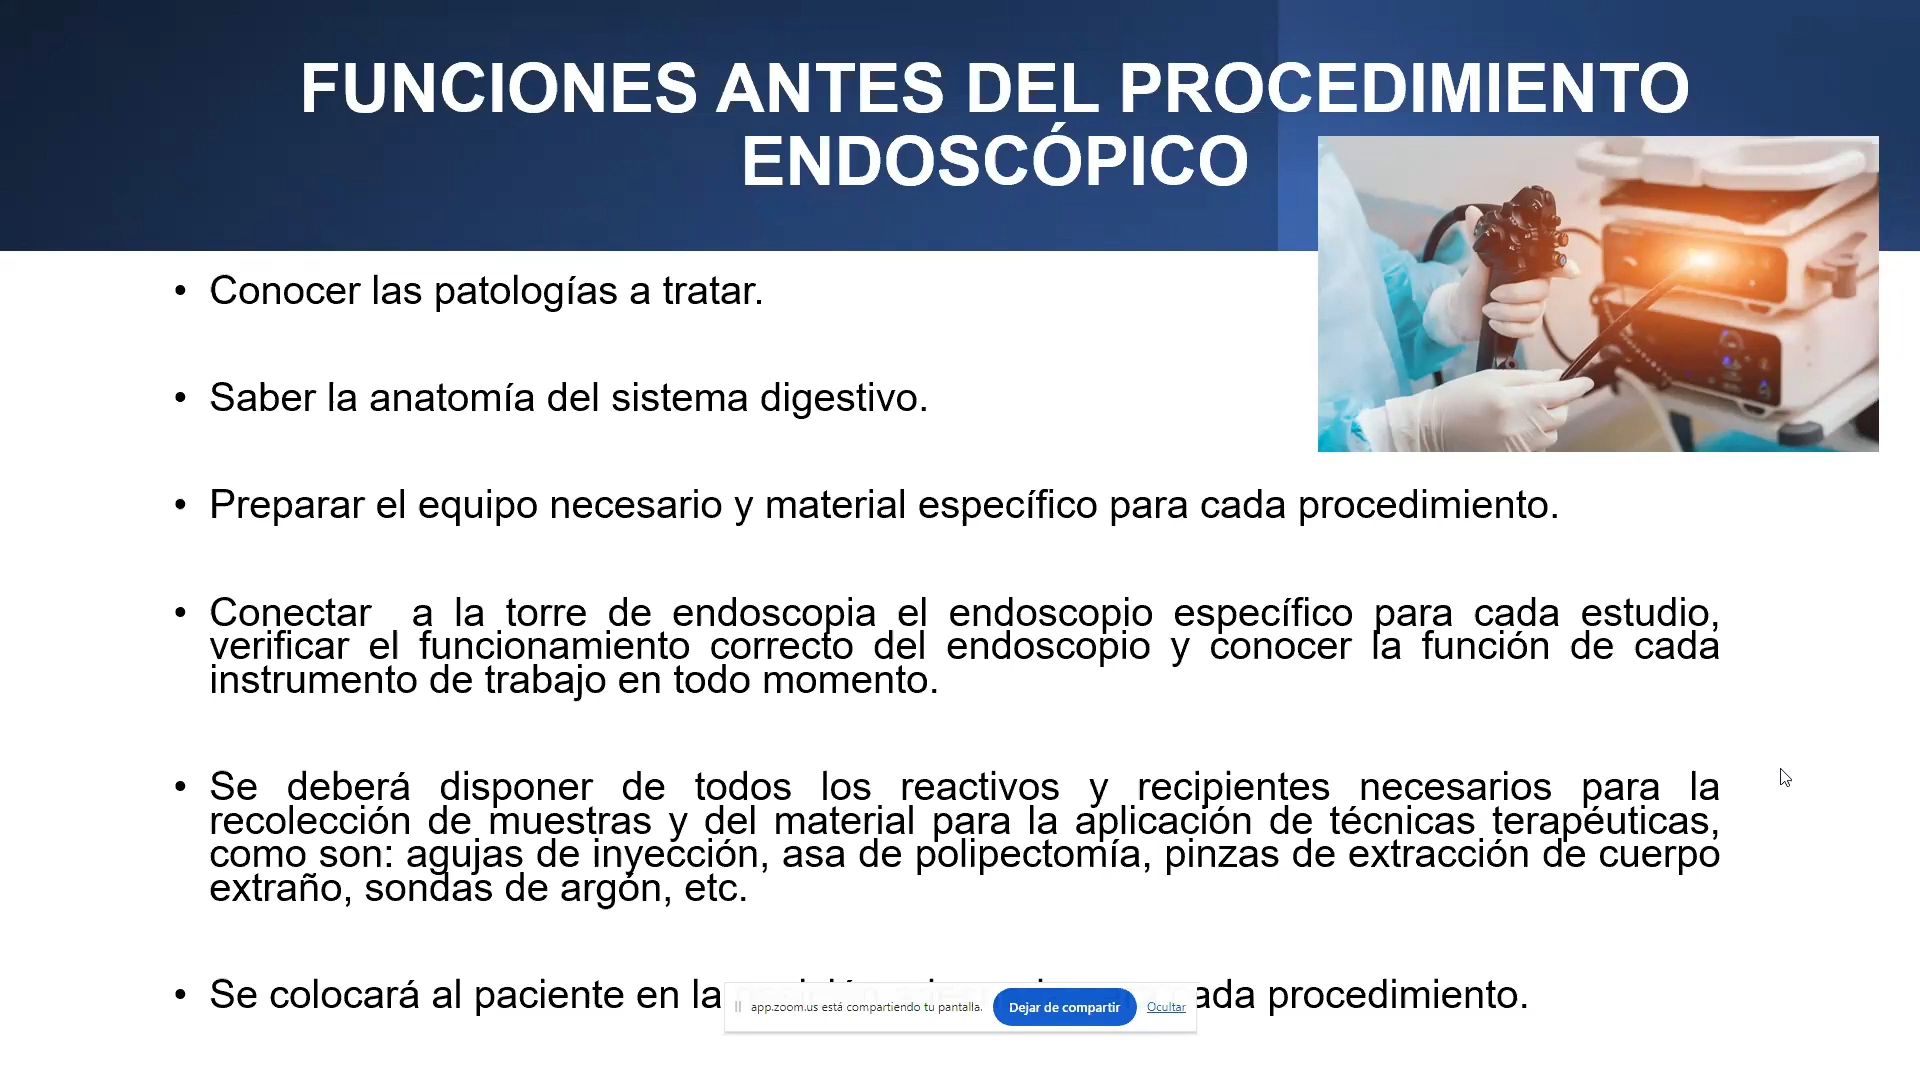 FUNCIONES ANTES DEL PROCEDIMIENTO
ENDOSCÓPICO
• Conocer las patologías a tratar.
• Saber la anatomía del sistema digestivo.
• Preparar el equipo necesario y material específico para cada procedimiento.
• Conectar a la torre de endoscopia el endoscopio específico para cada estudio,
verificar el funcionamiento correcto del endoscopio y conocer la función de cada
instrumento de trabajo en todo momento.
• Se deberá disponer de todos los reactivos y recipientes necesarios para la
recolección de muestras y del material para la aplicación de técnicas terapéuticas,
como son: agujas de inyección, asa de polipectomía, pinzas de extracción de cuerpo
extraño, sondas de argón, etc.
• Se colocará al paciente en la procedimiento.
app.zoom.us está compartiendo tu pantalla. Dejar de compartir Ocultar